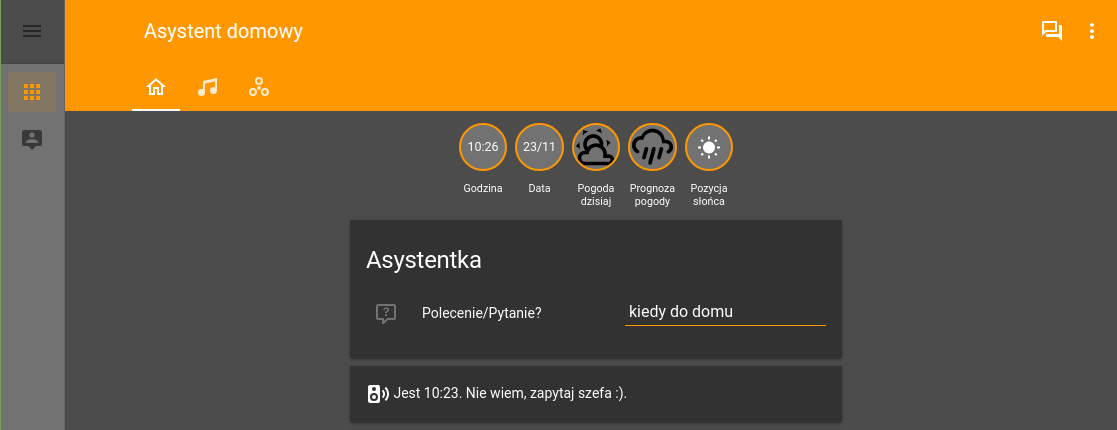 Asystent domowy
10:26
23/11
Godzina
Data
Pogoda
dzisiaj
Prognoza
pogody
Pozycja
słońca
Asystentka
?
Polecenie/Pytanie?
kiedy do domu
Jest 10:23. Nie wiem, zapytaj szefa :).